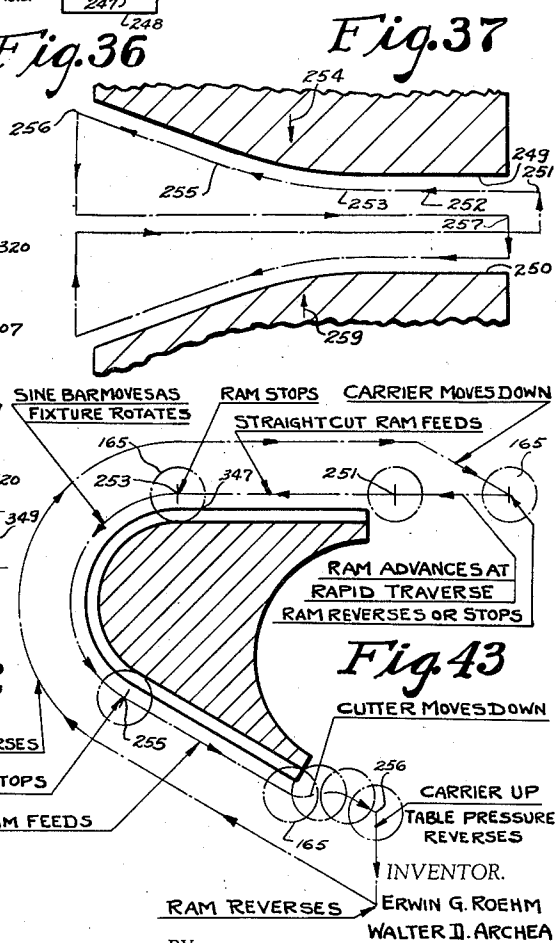 247
248
Fig.36
Fig.37
254
256
249
251
255
253
252
257
320
250
07
259
SINE BAR MOVES AS
FIXTURE ROTATES
RAM STOPS
CARRIER MOVES DOWN
STRAIGHT CUT RAM FEEDS
165
253
347
251
165
20
349
RAM ADVANCES AT
RAPID TRAVERSE
RAM REVERSES OR STOPS
Fig.43
CUTTER MOVES DOWN
255
RSES
TOPS
256
CARRIER UP
TABLE PRESSURE
REVERSES
M FEEDS
165
INVENTOR.
RAM REVERSES
ERWIN G. ROEHM
WALTER D. ARCHEA
BY